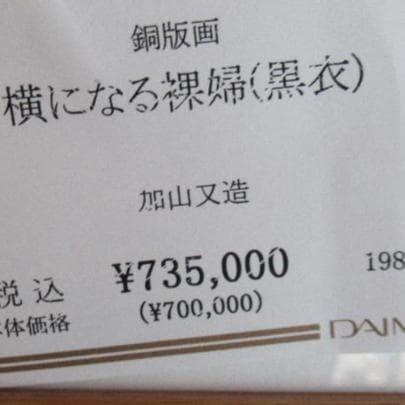 銅版画
横になる裸婦(黒衣)
加山又造
税込 ¥735,000 198
体価格 (¥700,000)
DAIM